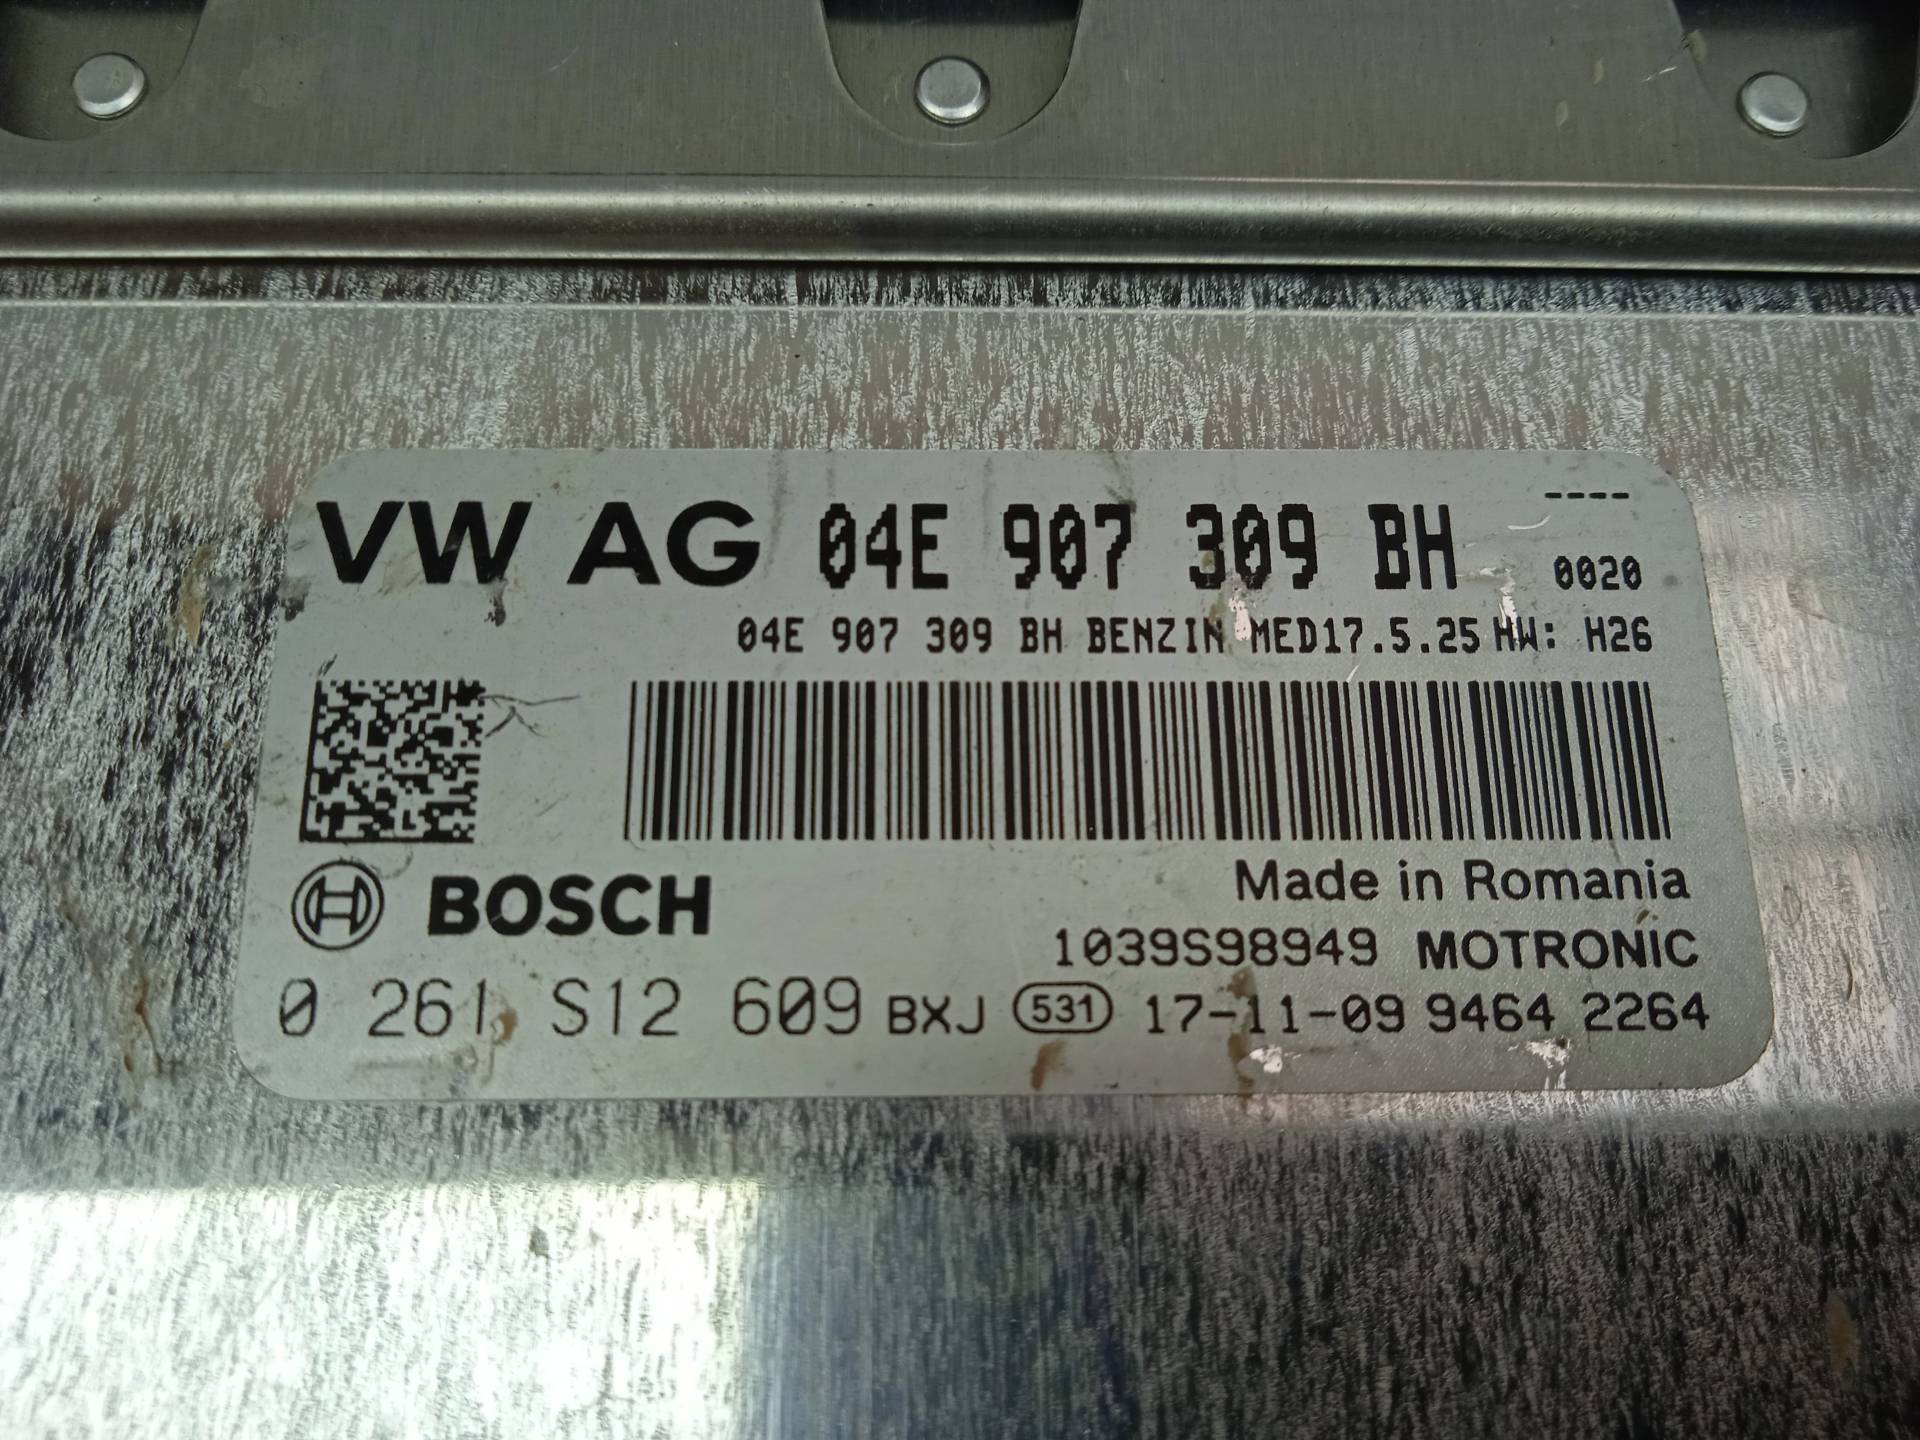 ----
VW AG 04E 907 309 BH 0020
04E 907 309 BH BENZIN MED17.5.25 HW: H26
Made in Romania
BOSCH
1039S98949 MOTRONIC
0 261 S12 609 BXJ 531 17-11-09 9464 2264